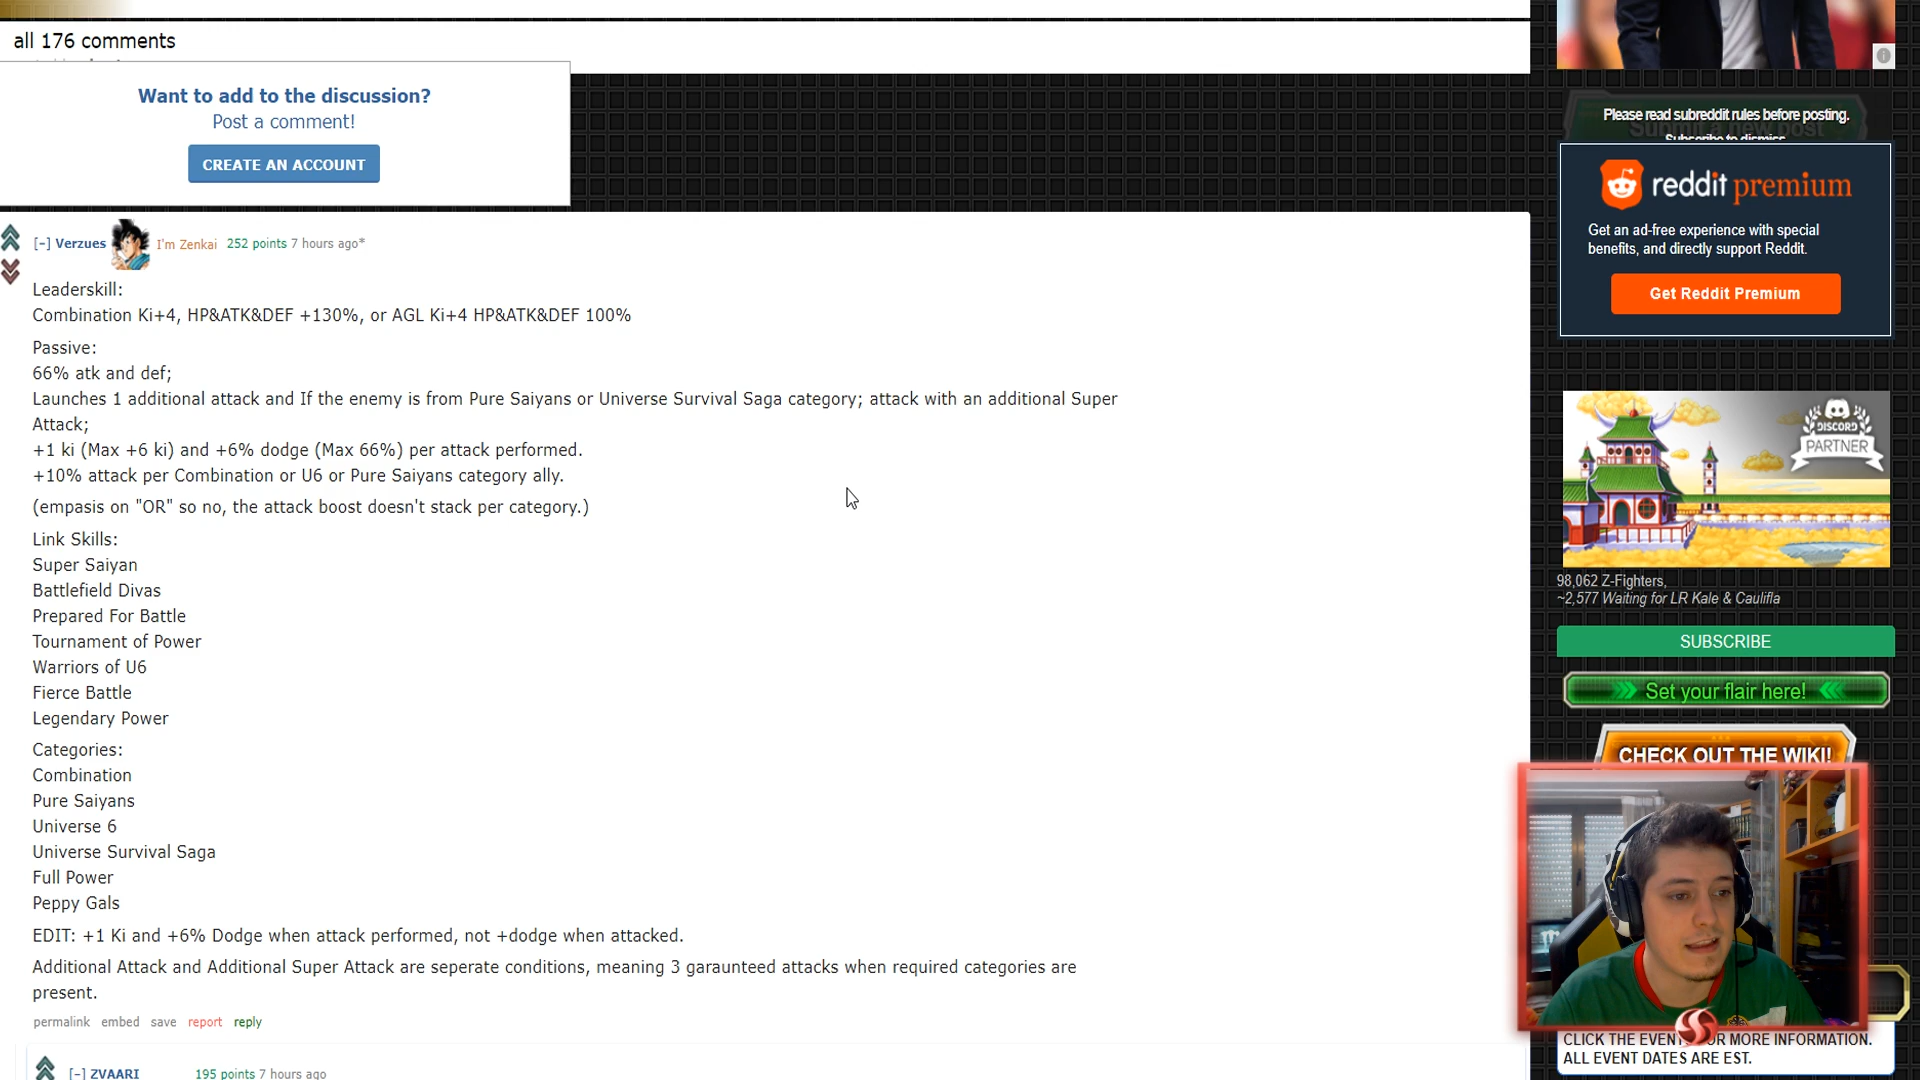 all 176 comments
Want to add to the discussion?
Post a comment!
CREATE AN ACCOUNT
[-] Verzues I'm Zenkai 252 points 7 hours ago*
Leaderskill:
Combination Ki+4, HP&ATK&DEF +130%, or AGL Ki+4 HP&ATK&DEF 100%
Passive:
66% atk and def;
Launches 1 additional attack and If the enemy is from Pure Saiyans or Universe Survival Saga category; attack with an additional Super
Attack;
+1 ki (Max +6 ki) and +6% dodge (Max 66%) per attack performed.
+10% attack per Combination or U6 or Pure Saiyans category ally.
(empasis on "OR" so no, the attack boost doesn't stack per category.)
Link Skills:
Super Saiyan
Battlefield Divas
Prepared For Battle
Tournament of Power
Warriors of U6
Fierce Battle
Legendary Power
Categories:
Combination
Pure Saiyans
Universe 6
Universe Survival Saga
Full Power
Peppy Gals
EDIT: +1 Ki and +6% Dodge when attack performed, not +dodge when attacked.
Additional Attack and Additional Super Attack are seperate conditions, meaning 3 garaunteed attacks when required categories are
present.
permalink embed save report reply
[-] ZVAARI 195 points 7 hours ago
Please read subreddit rules before posting.
Submit a new post
Subscribe to dismiss
reddit premium
Get an ad-free experience with special
benefits, and directly support Reddit.
Get Reddit Premium
DISCORD
PARTNER
98,062 Z-Fighters,
~2,577 Waiting for LR Kale & Caulifla
SUBSCRIBE
Set your flair here!
CHECK OUT THE WIKI!
CLICK THE EVENT FOR MORE INFORMATION.
ALL EVENT DATES ARE EST.